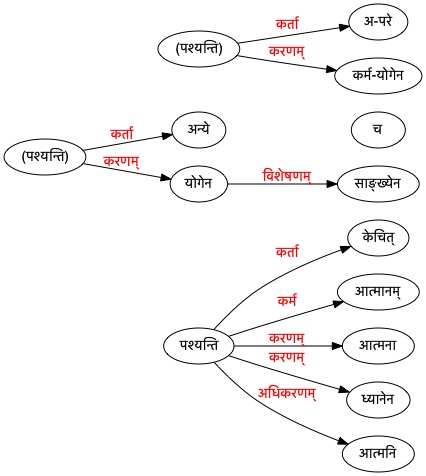 कर्ता
अ-परे
(पश्यन्ति)
करणम्
कर्म-योगेन
कर्ता
अन्ये
च
(पश्यन्ति)
करणम्
योगेन
विशेषणम्
साङ्ख्येन
केचित्
कर्ता
आत्मानम्
कर्म
पश्यन्ति
करणम्
आत्मना
करणम्
ध्यानेन
अधिकरणम्
आत्मनि